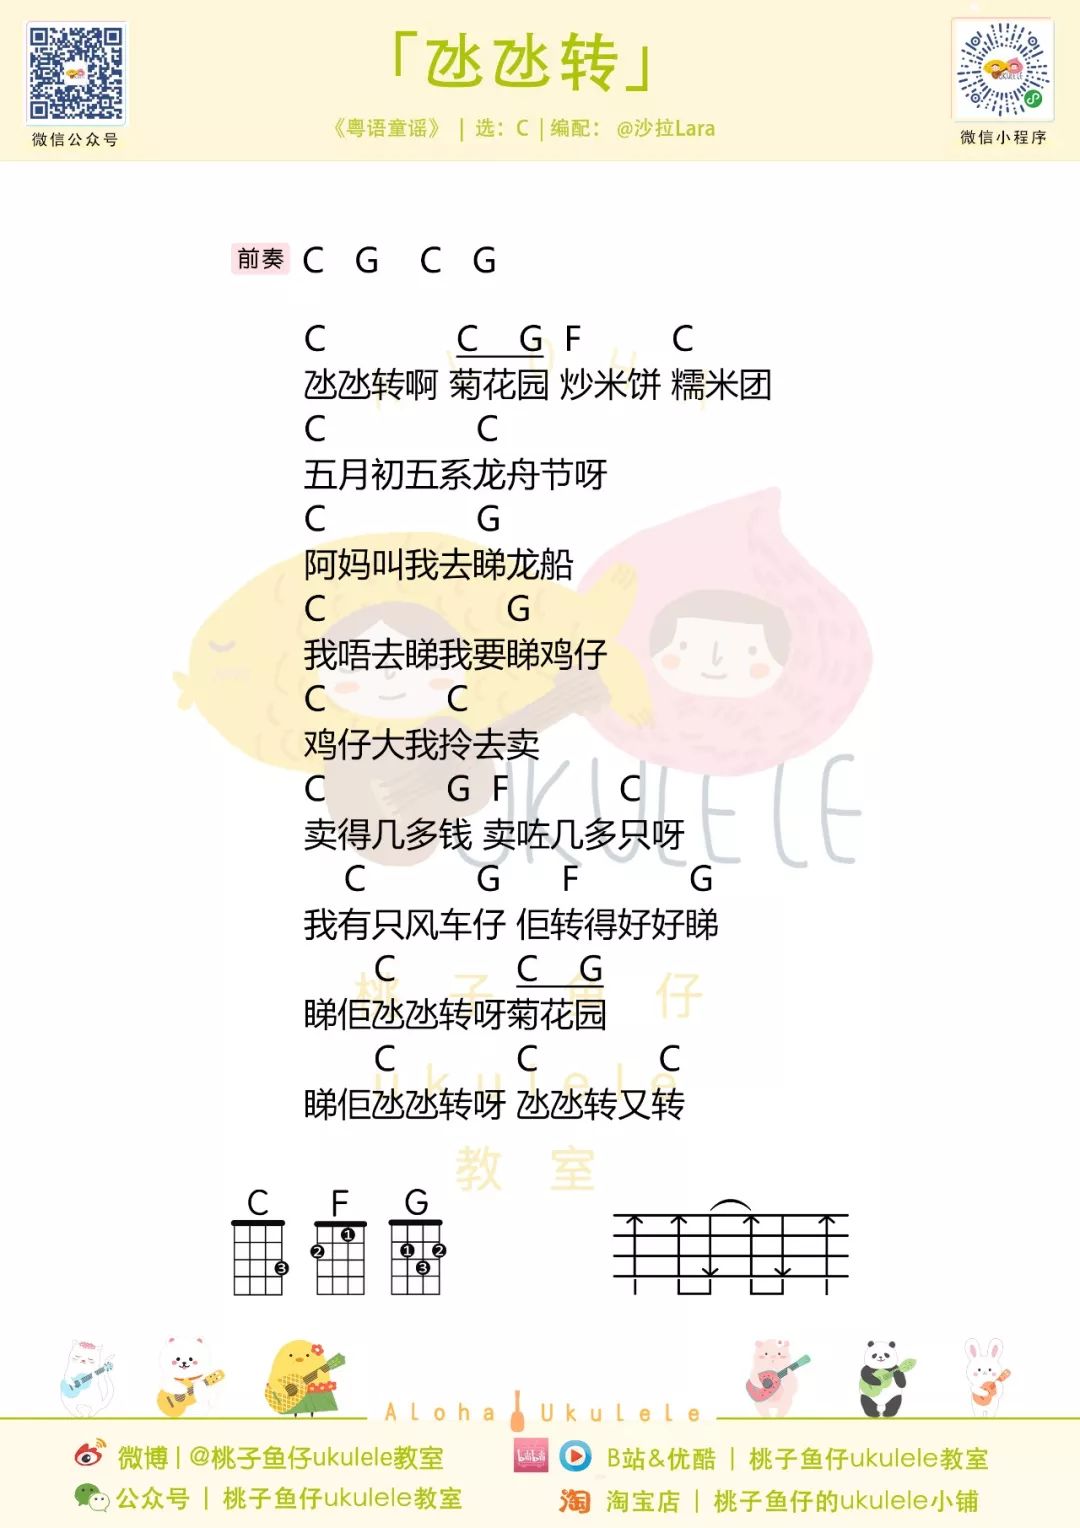 「氹氹转」
《粤语童谣》 | 选：C | 编配： @沙拉Lara
微信公众号
微信小程序
前奏 C G C G
C C G F C
氹氹转啊 菊花园 炒米饼 糯米团
C C
五月初五系龙舟节呀
C G
阿妈叫我去睇龙船
C G
我唔去睇我要睇鸡仔
C C
鸡仔大我拎去卖
C G F C
卖得几多钱 卖咗几多只呀
C G F G
我有只风车仔 佢转得好好睇
C C G
睇佢氹氹转呀菊花园
C C C
睇佢氹氹转呀 氹氹转又转
UKULELE
桃子鱼仔
ukulele
教室
C F G
1 2 1 2
3 3
Aloha Ukulele
微博 | @桃子鱼仔ukulele教室
bilibili B站&优酷 | 桃子鱼仔ukulele教室
公众号 | 桃子鱼仔ukulele教室
淘 淘宝店 | 桃子鱼仔的ukulele小铺